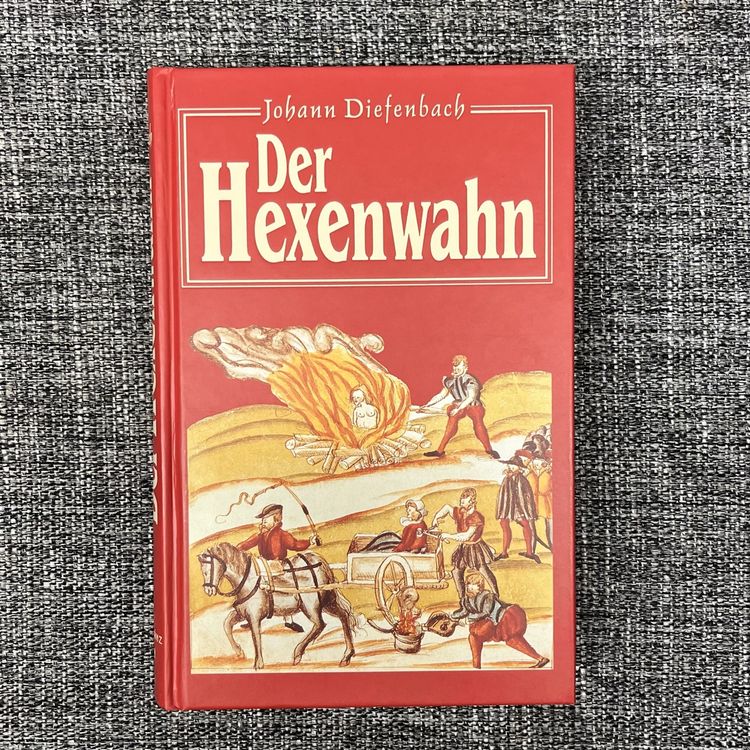 Johann Diefenbach
Der
Hexenwahn